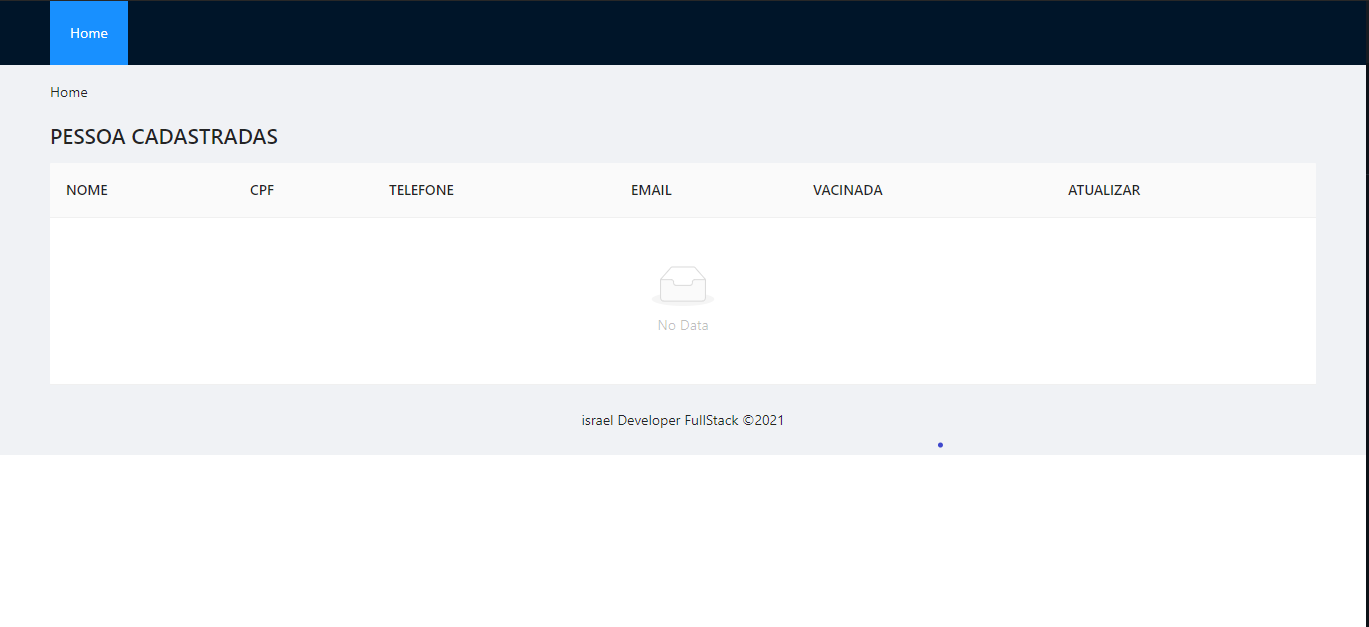 Home
Home
PESSOA CADASTRADAS
NOME CPF TELEFONE EMAIL VACINADA ATUALIZAR
No Data
israel Developer FullStack ©2021